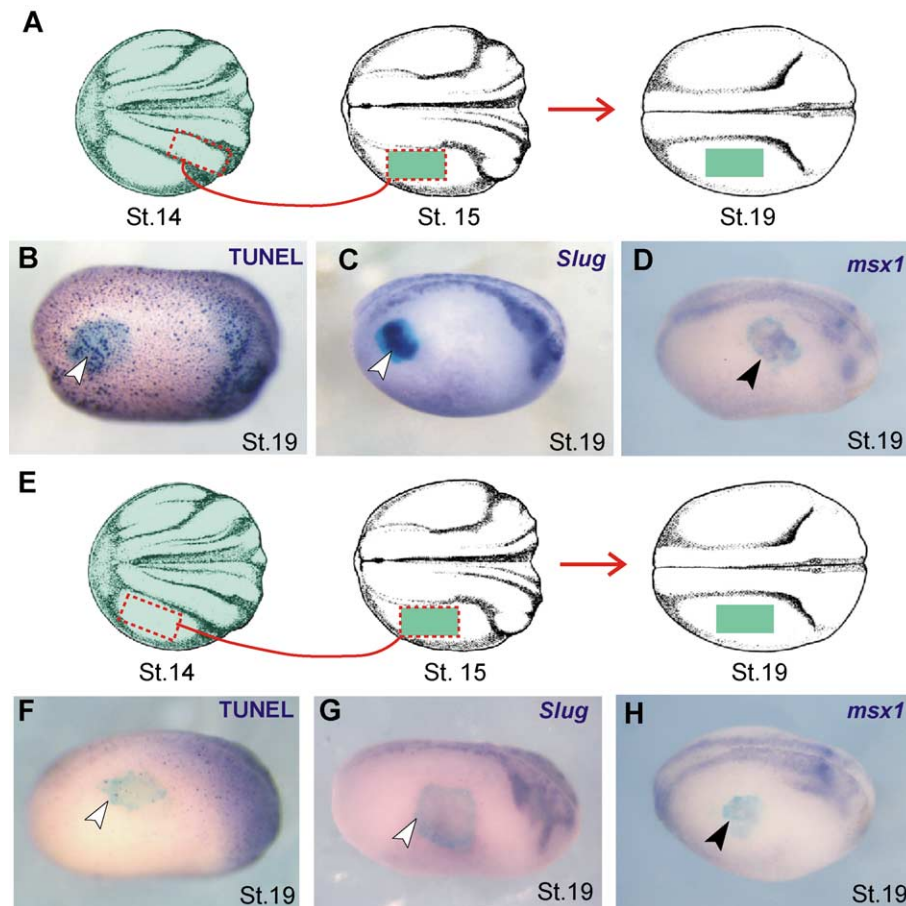 A
St.14
St. 15
St.19
B
TUNEL
St.19
C
Slug
St.19
D
msx1
St.19
E
St.14
St. 15
St.19
F
TUNEL
St.19
G
Slug
St.19
H
msx1
St.19